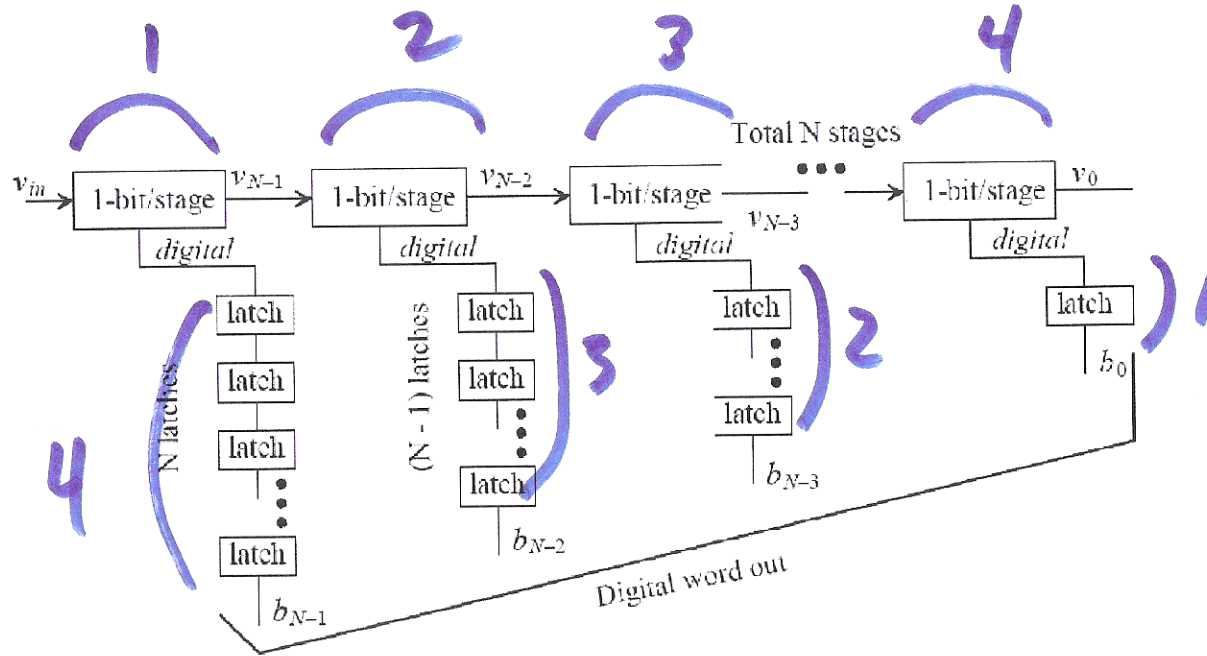 1 2 3 4
Total N stages
v_in 1-bit/stage v_{N-1} 1-bit/stage v_{N-2} 1-bit/stage v_{N-3} 1-bit/stage v_0
digital digital digital digital
latch latch latch latch
latch latch
latch
latch latch latch
N latches
(N - 1) latches
4 3 2 1
b_{N-1} b_{N-2} b_{N-3} b_0
Digital word out